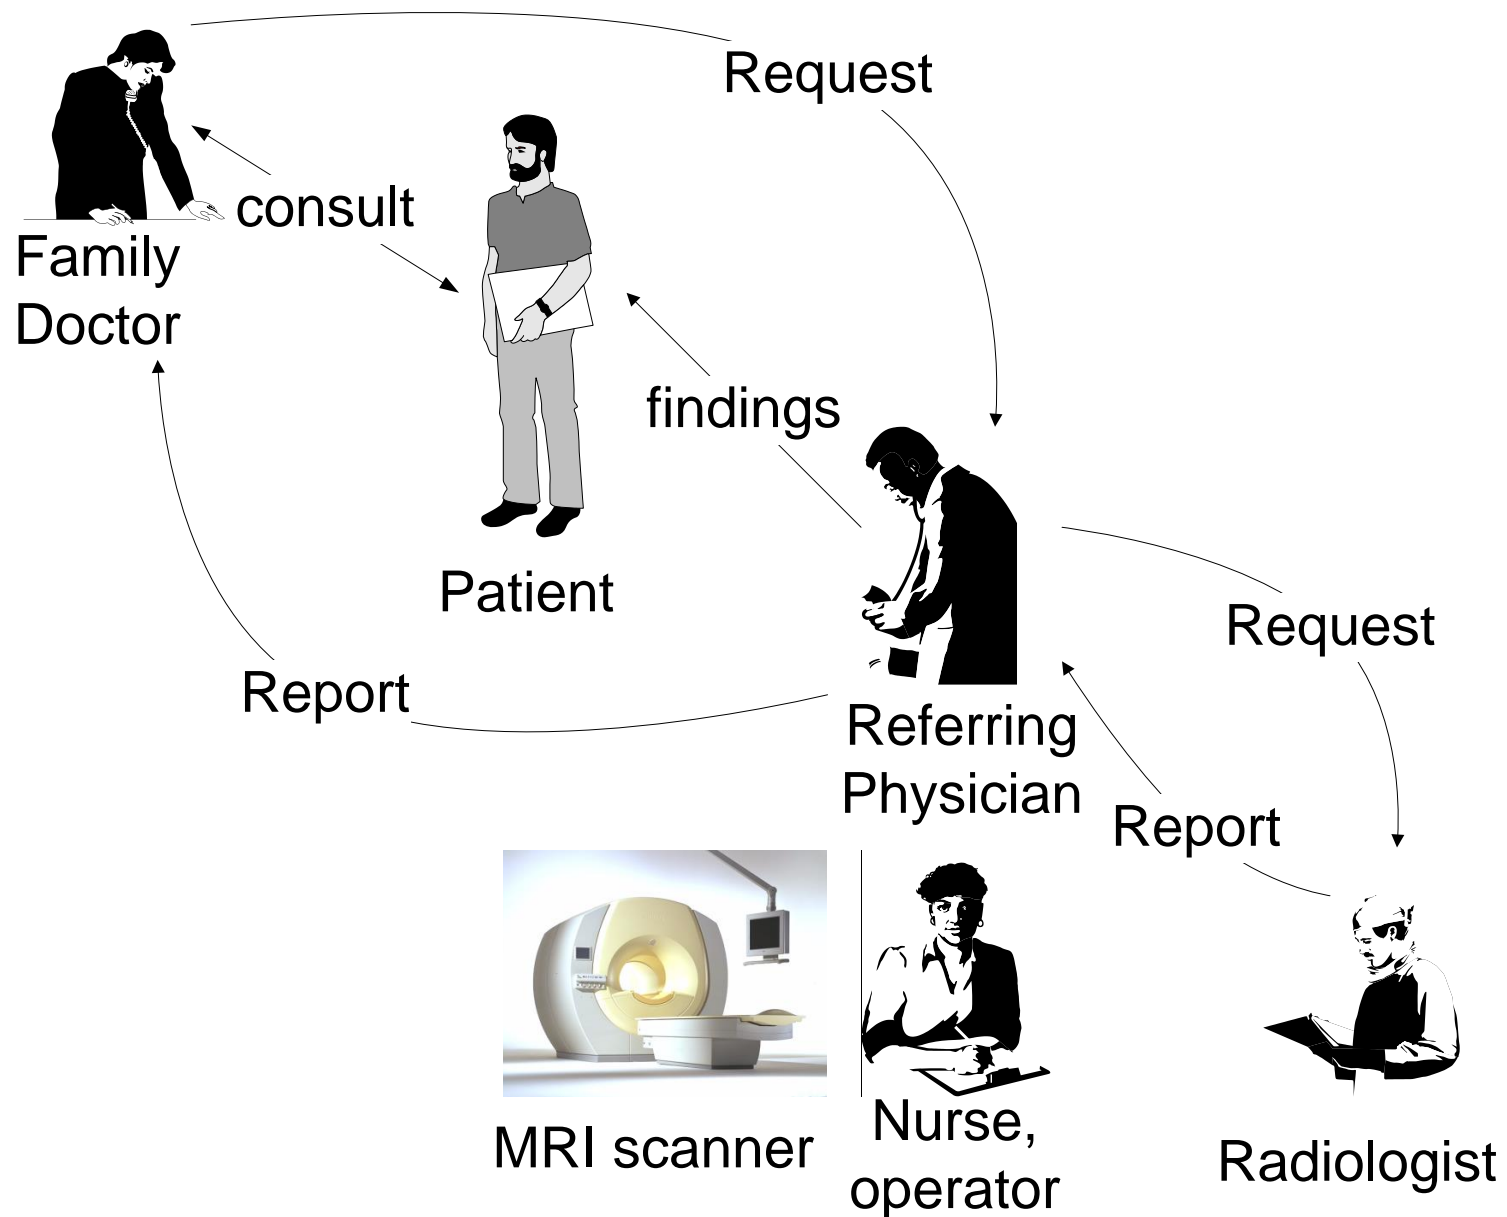 Request
consult
Family
Doctor
findings
Patient
Request
Report
Referring
Physician
Report
MRI scanner
Nurse,
operator
Radiologist